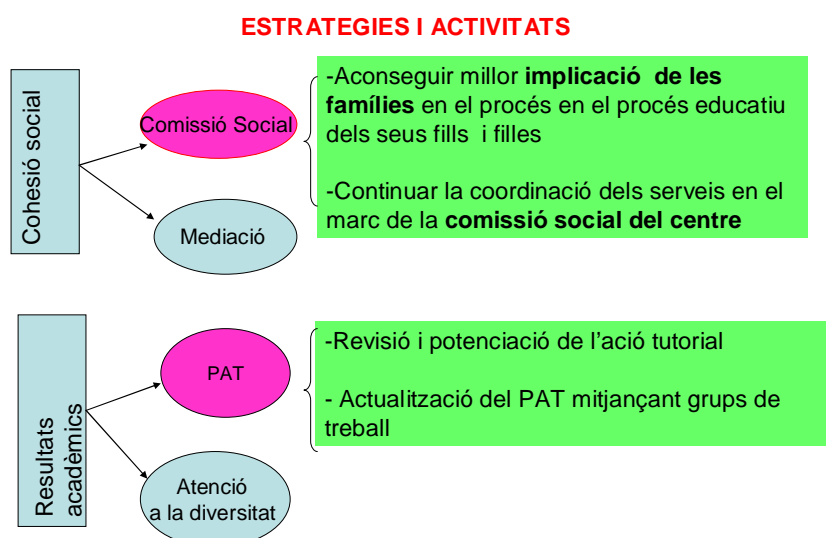 ESTRATEGIES I ACTIVITATS
Cohesió social
Comissió Social
Mediació
-Aconseguir millor implicació de les
famílies en el procés en el procés educatiu
dels seus fills i filles
-Continuar la coordinació dels serveis en el
marc de la comissió social del centre
Resultats
acadèmics
PAT
Atenció
a la diversitat
-Revisió i potenciació de l'ació tutorial
- Actualització del PAT mitjançant grups de
treball